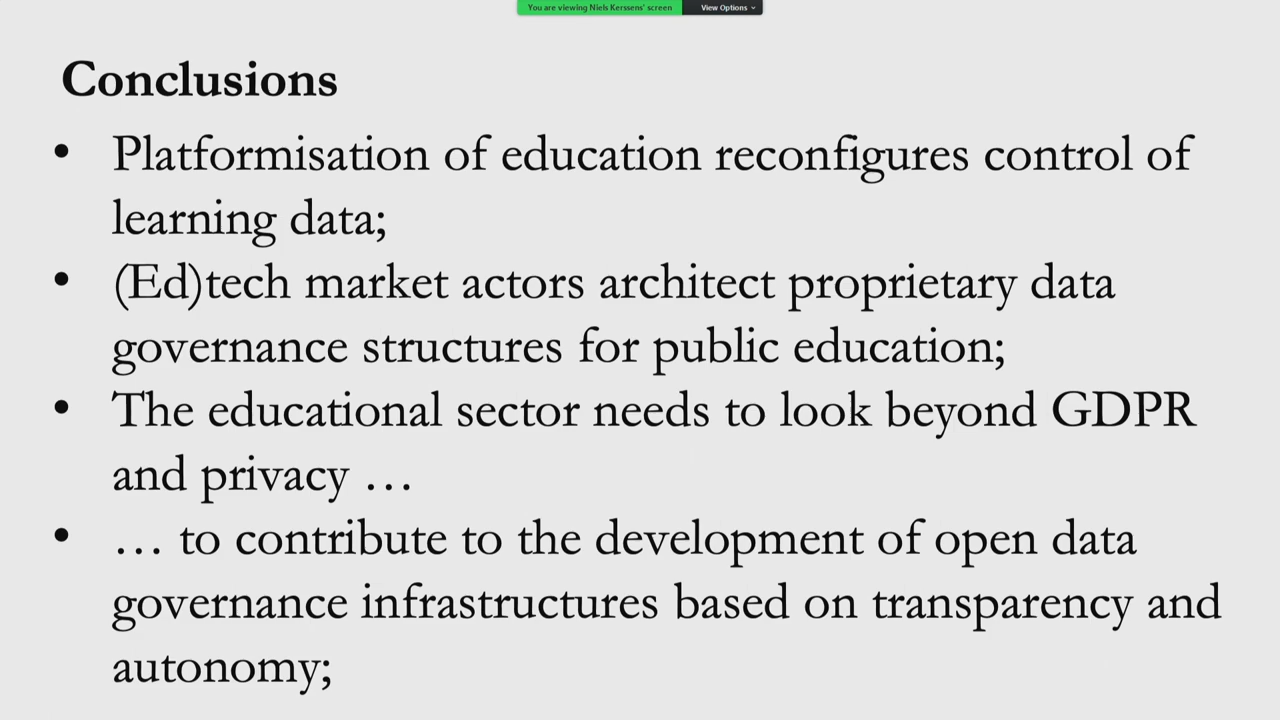 You are viewing Niels Kerssens' screen View Options
Conclusions
• Platformisation of education reconfigures control of
learning data;
• (Ed)tech market actors architect proprietary data
governance structures for public education;
• The educational sector needs to look beyond GDPR
and privacy …
• … to contribute to the development of open data
governance infrastructures based on transparency and
autonomy;